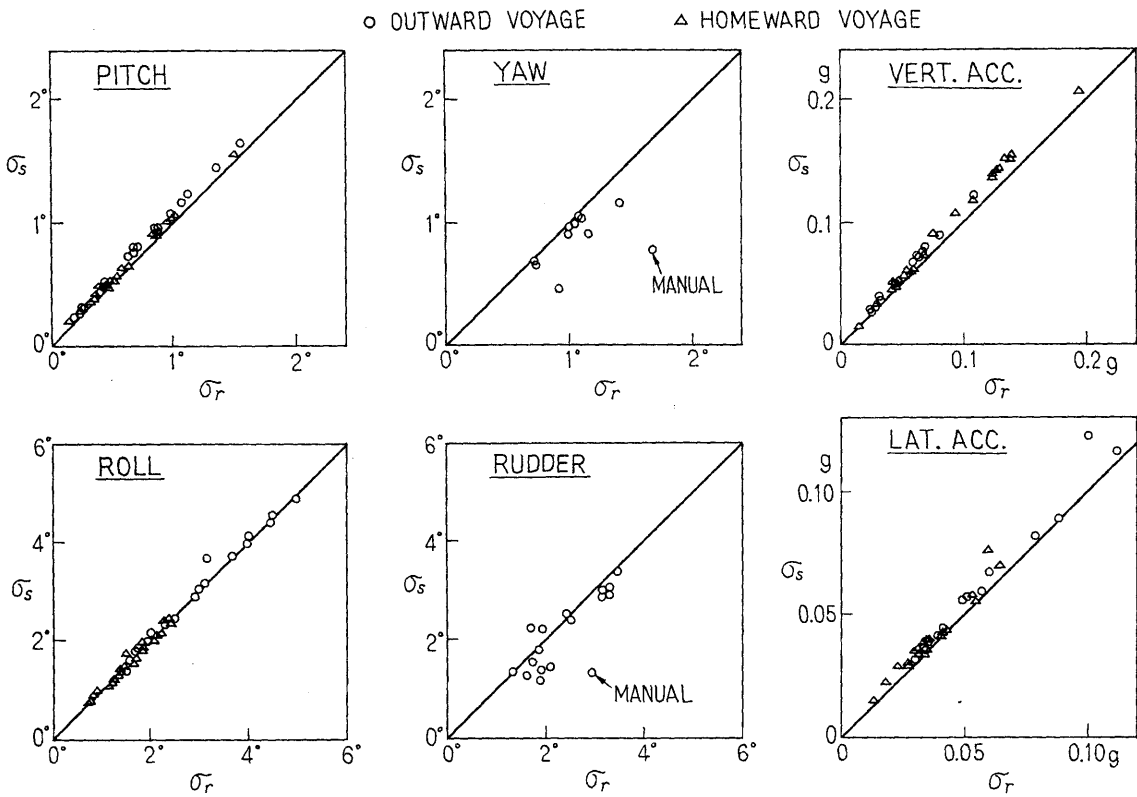 ○ OUTWARD VOYAGE △ HOMEWARD VOYAGE
PITCH
2°
1°
0°
σs
0° 1° 2°
σr
YAW
2°
1°
0°
σs
MANUAL
0° 1° 2°
σr
VERT. ACC.
g
0.2
0.1
0
σs
0 0.1 0.2g
σr
ROLL
6°
4°
2°
0°
σs
0° 2° 4° 6°
σr
RUDDER
6°
4°
2°
0°
σs
MANUAL
0° 2° 4° 6°
σr
LAT. ACC.
g
0.10
0.05
0
σs
0 0.05 0.10g
σr